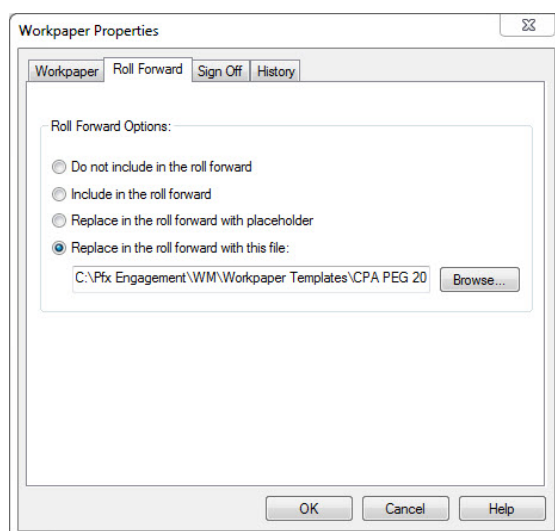 Workpaper Properties
Workpaper Roll Forward Sign Off History
Roll Forward Options:
Do not include in the roll forward
Include in the roll forward
Replace in the roll forward with placeholder
Replace in the roll forward with this file:
C:\Pfx Engagement\WM\Workpaper Templates\CPA PEG 20 Browse...
OK Cancel Help